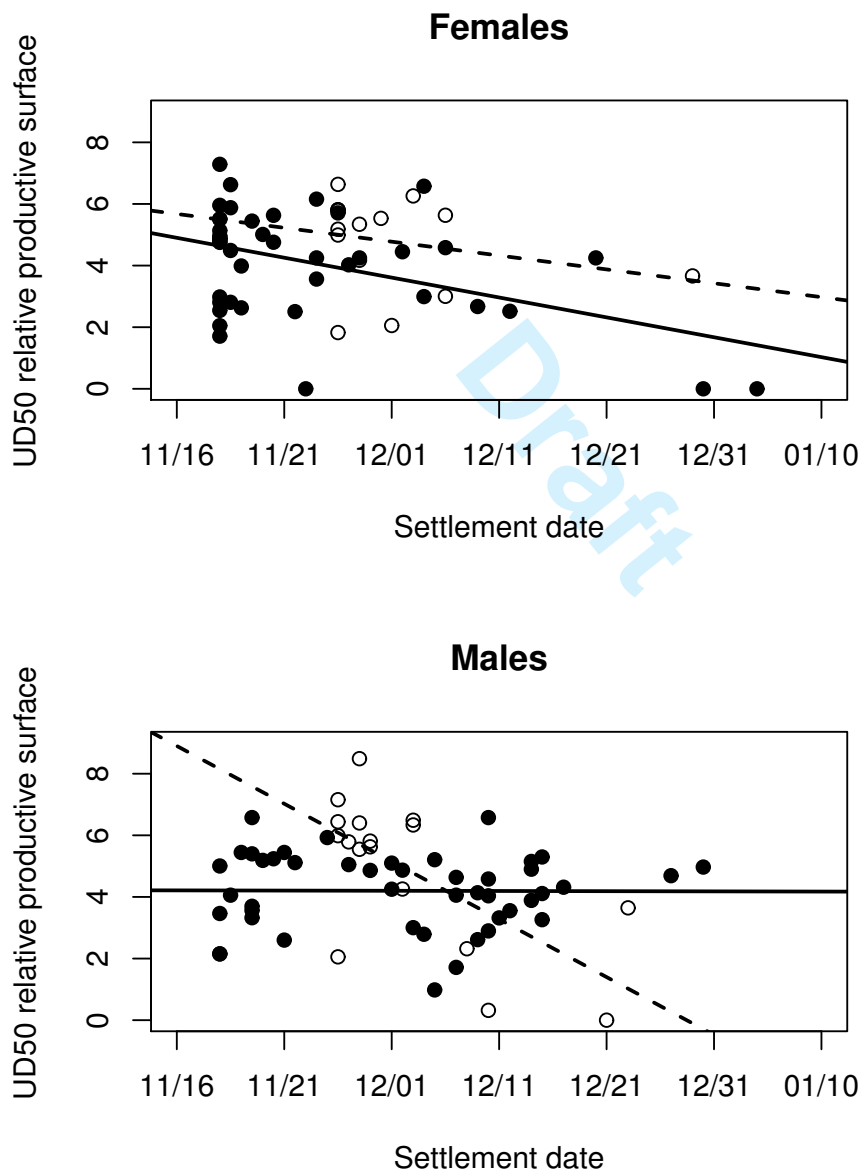 Females
UD50 relative productive surface
8
6
4
2
0
11/16 11/21 12/01 12/11 12/21 12/31 01/10
Settlement date
Draft
Males
UD50 relative productive surface
8
6
4
2
0
11/16 11/21 12/01 12/11 12/21 12/31 01/10
Settlement date